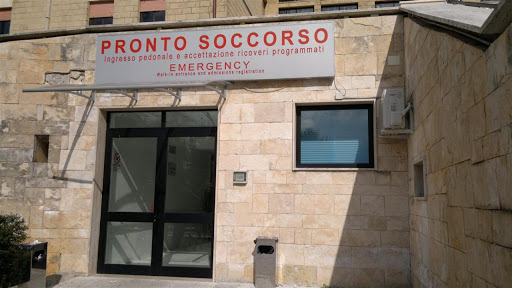 PRONTO SOCCORSO
Ingresso pedonale e accettazione ricoveri programmati
EMERGENCY
Walk-in entrance and admissions registration